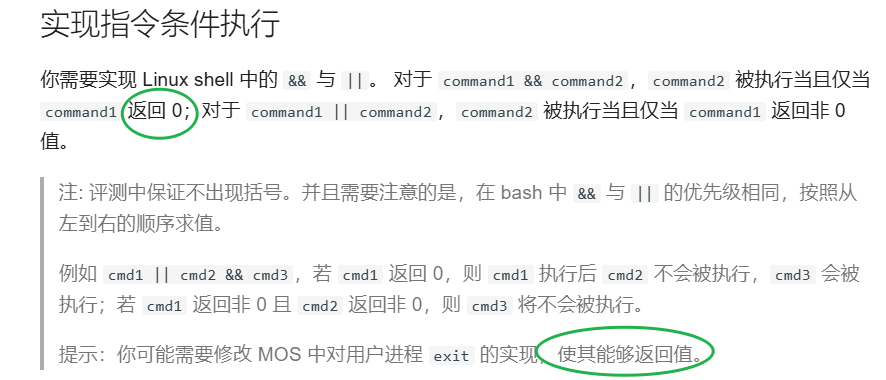 实现指令条件执行
你需要实现 Linux shell 中的 && 与 ||。 对于 command1 && command2，command2 被执行当且仅当
command1 返回 0；对于 command1 || command2，command2 被执行当且仅当 command1 返回非 0
值。
注: 评测中保证不出现括号。并且需要注意的是，在 bash 中 && 与 || 的优先级相同，按照从
左到右的顺序求值。
例如 cmd1 || cmd2 && cmd3，若 cmd1 返回 0，则 cmd1 执行后 cmd2 不会被执行，cmd3 会被
执行；若 cmd1 返回非 0 且 cmd2 返回非 0，则 cmd3 将不会被执行。
提示：你可能需要修改 MOS 中对用户进程 exit 的实现，使其能够返回值。